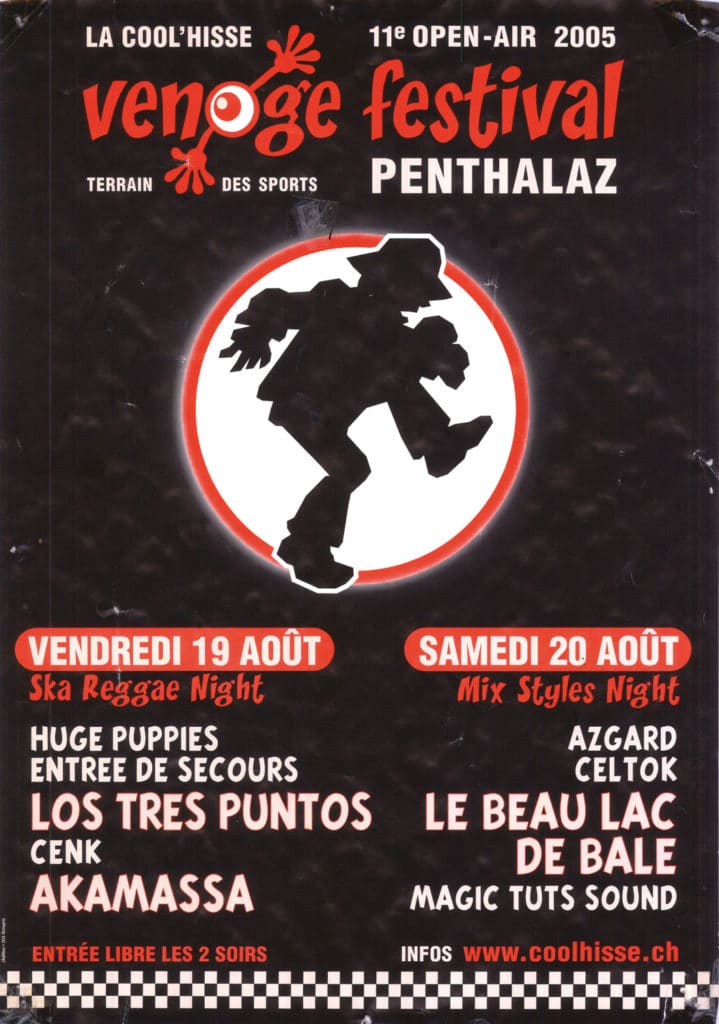 LA COOL'HISSE
11e OPEN-AIR 2005
venoge festival
TERRAIN DES SPORTS
PENTHALAZ
VENDREDI 19 AOÛT
Ska Reggae Night
HUGE PUPPIES
ENTREE DE SECOURS
LOS TRES PUNTOS
CENK
AKAMASSA
SAMEDI 20 AOÛT
Mix Styles Night
AZGARD
CELTOK
LE BEAU LAC
DE BALE
MAGIC TUTS SOUND
ENTRÉE LIBRE LES 2 SOIRS
INFOS www.coolhisse.ch